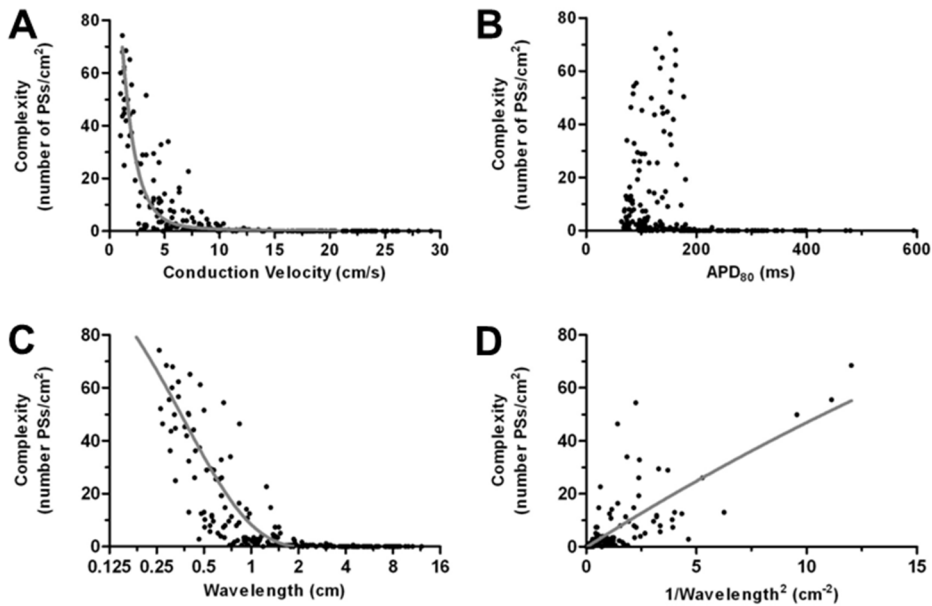 A
Complexity
(number of PSs/cm²)
80
60
40
20
0
0 5 10 15 20 25 30
Conduction Velocity (cm/s)
B
Complexity
(number of PSs/cm²)
80
60
40
20
0
0 200 400 600
APD₈₀ (ms)
C
Complexity
(number PSs/cm²)
80
60
40
20
0
0.125 0.25 0.5 1 2 4 8 16
Wavelength (cm)
D
Complexity
(number PSs/cm²)
80
60
40
20
0
0 5 10 15
1/Wavelength² (cm⁻²)